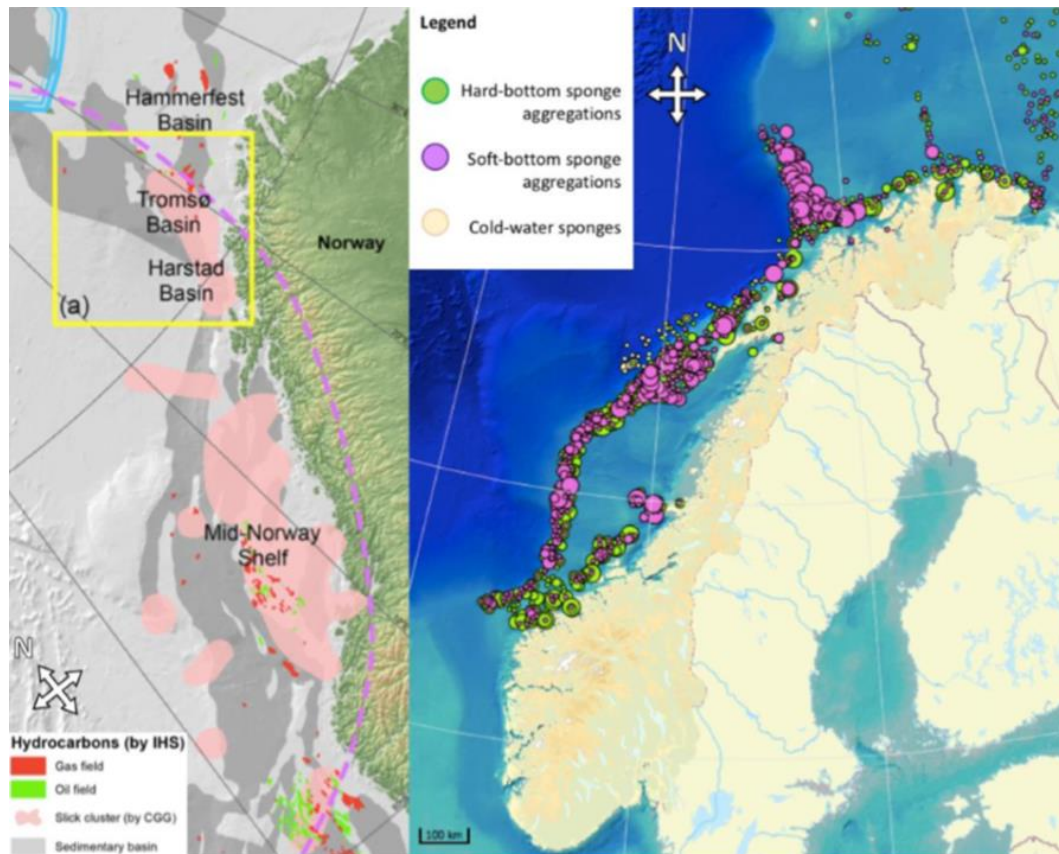 Hammerfest
Basin
Tromsø
Basin
Harstad
Basin
(a)
Norway
Mid-Norway
Shelf
N
Hydrocarbons (by IHS)
Gas field
Oil field
Slick cluster (by CGG)
Sedimentary basin
Legend
Hard-bottom sponge
aggregations
Soft-bottom sponge
aggregations
Cold-water sponges
N
100 km